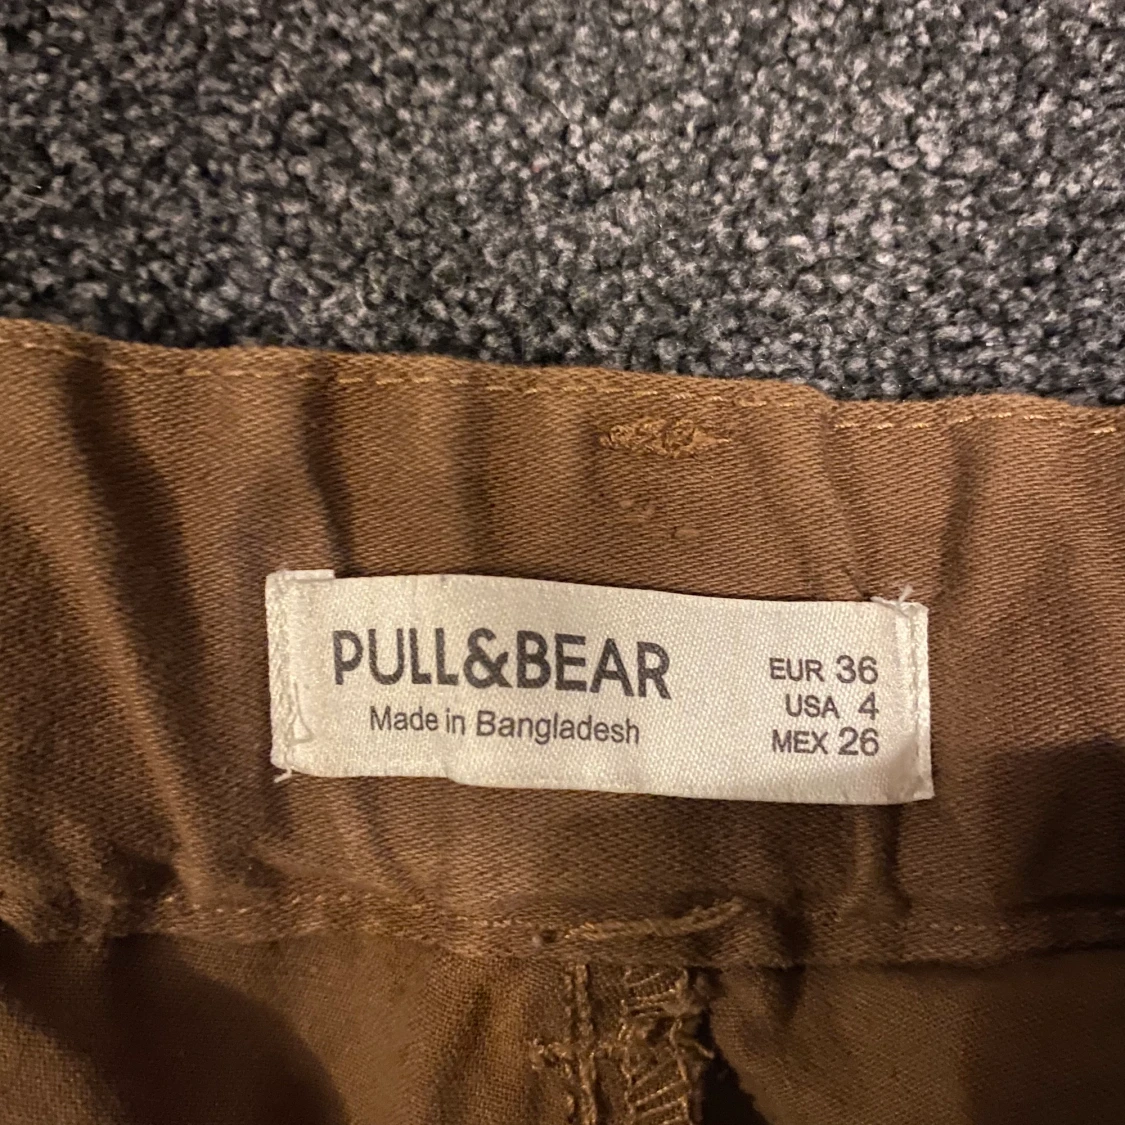 PULL&BEAR
Made in Bangladesh
EUR 36
USA 4
MEX 26